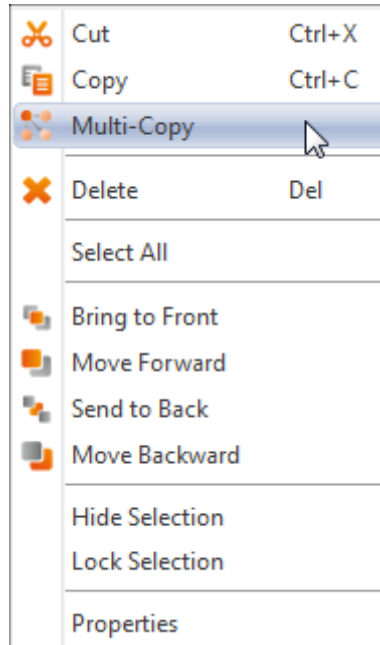 Cut Ctrl+X
Copy Ctrl+C
Multi-Copy
Delete Del
Select All
Bring to Front
Move Forward
Send to Back
Move Backward
Hide Selection
Lock Selection
Properties